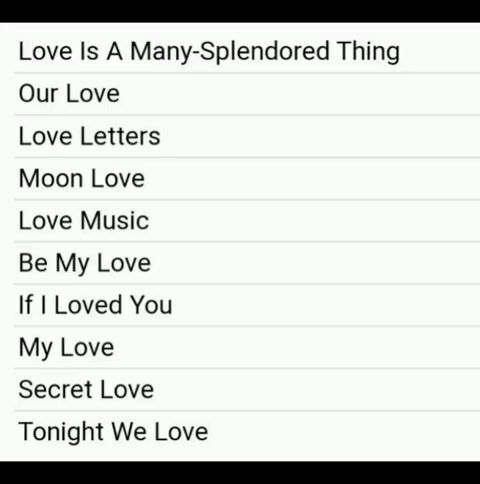 Love Is A Many-Splendored Thing
Our Love
Love Letters
Moon Love
Love Music
Be My Love
If I Loved You
My Love
Secret Love
Tonight We Love